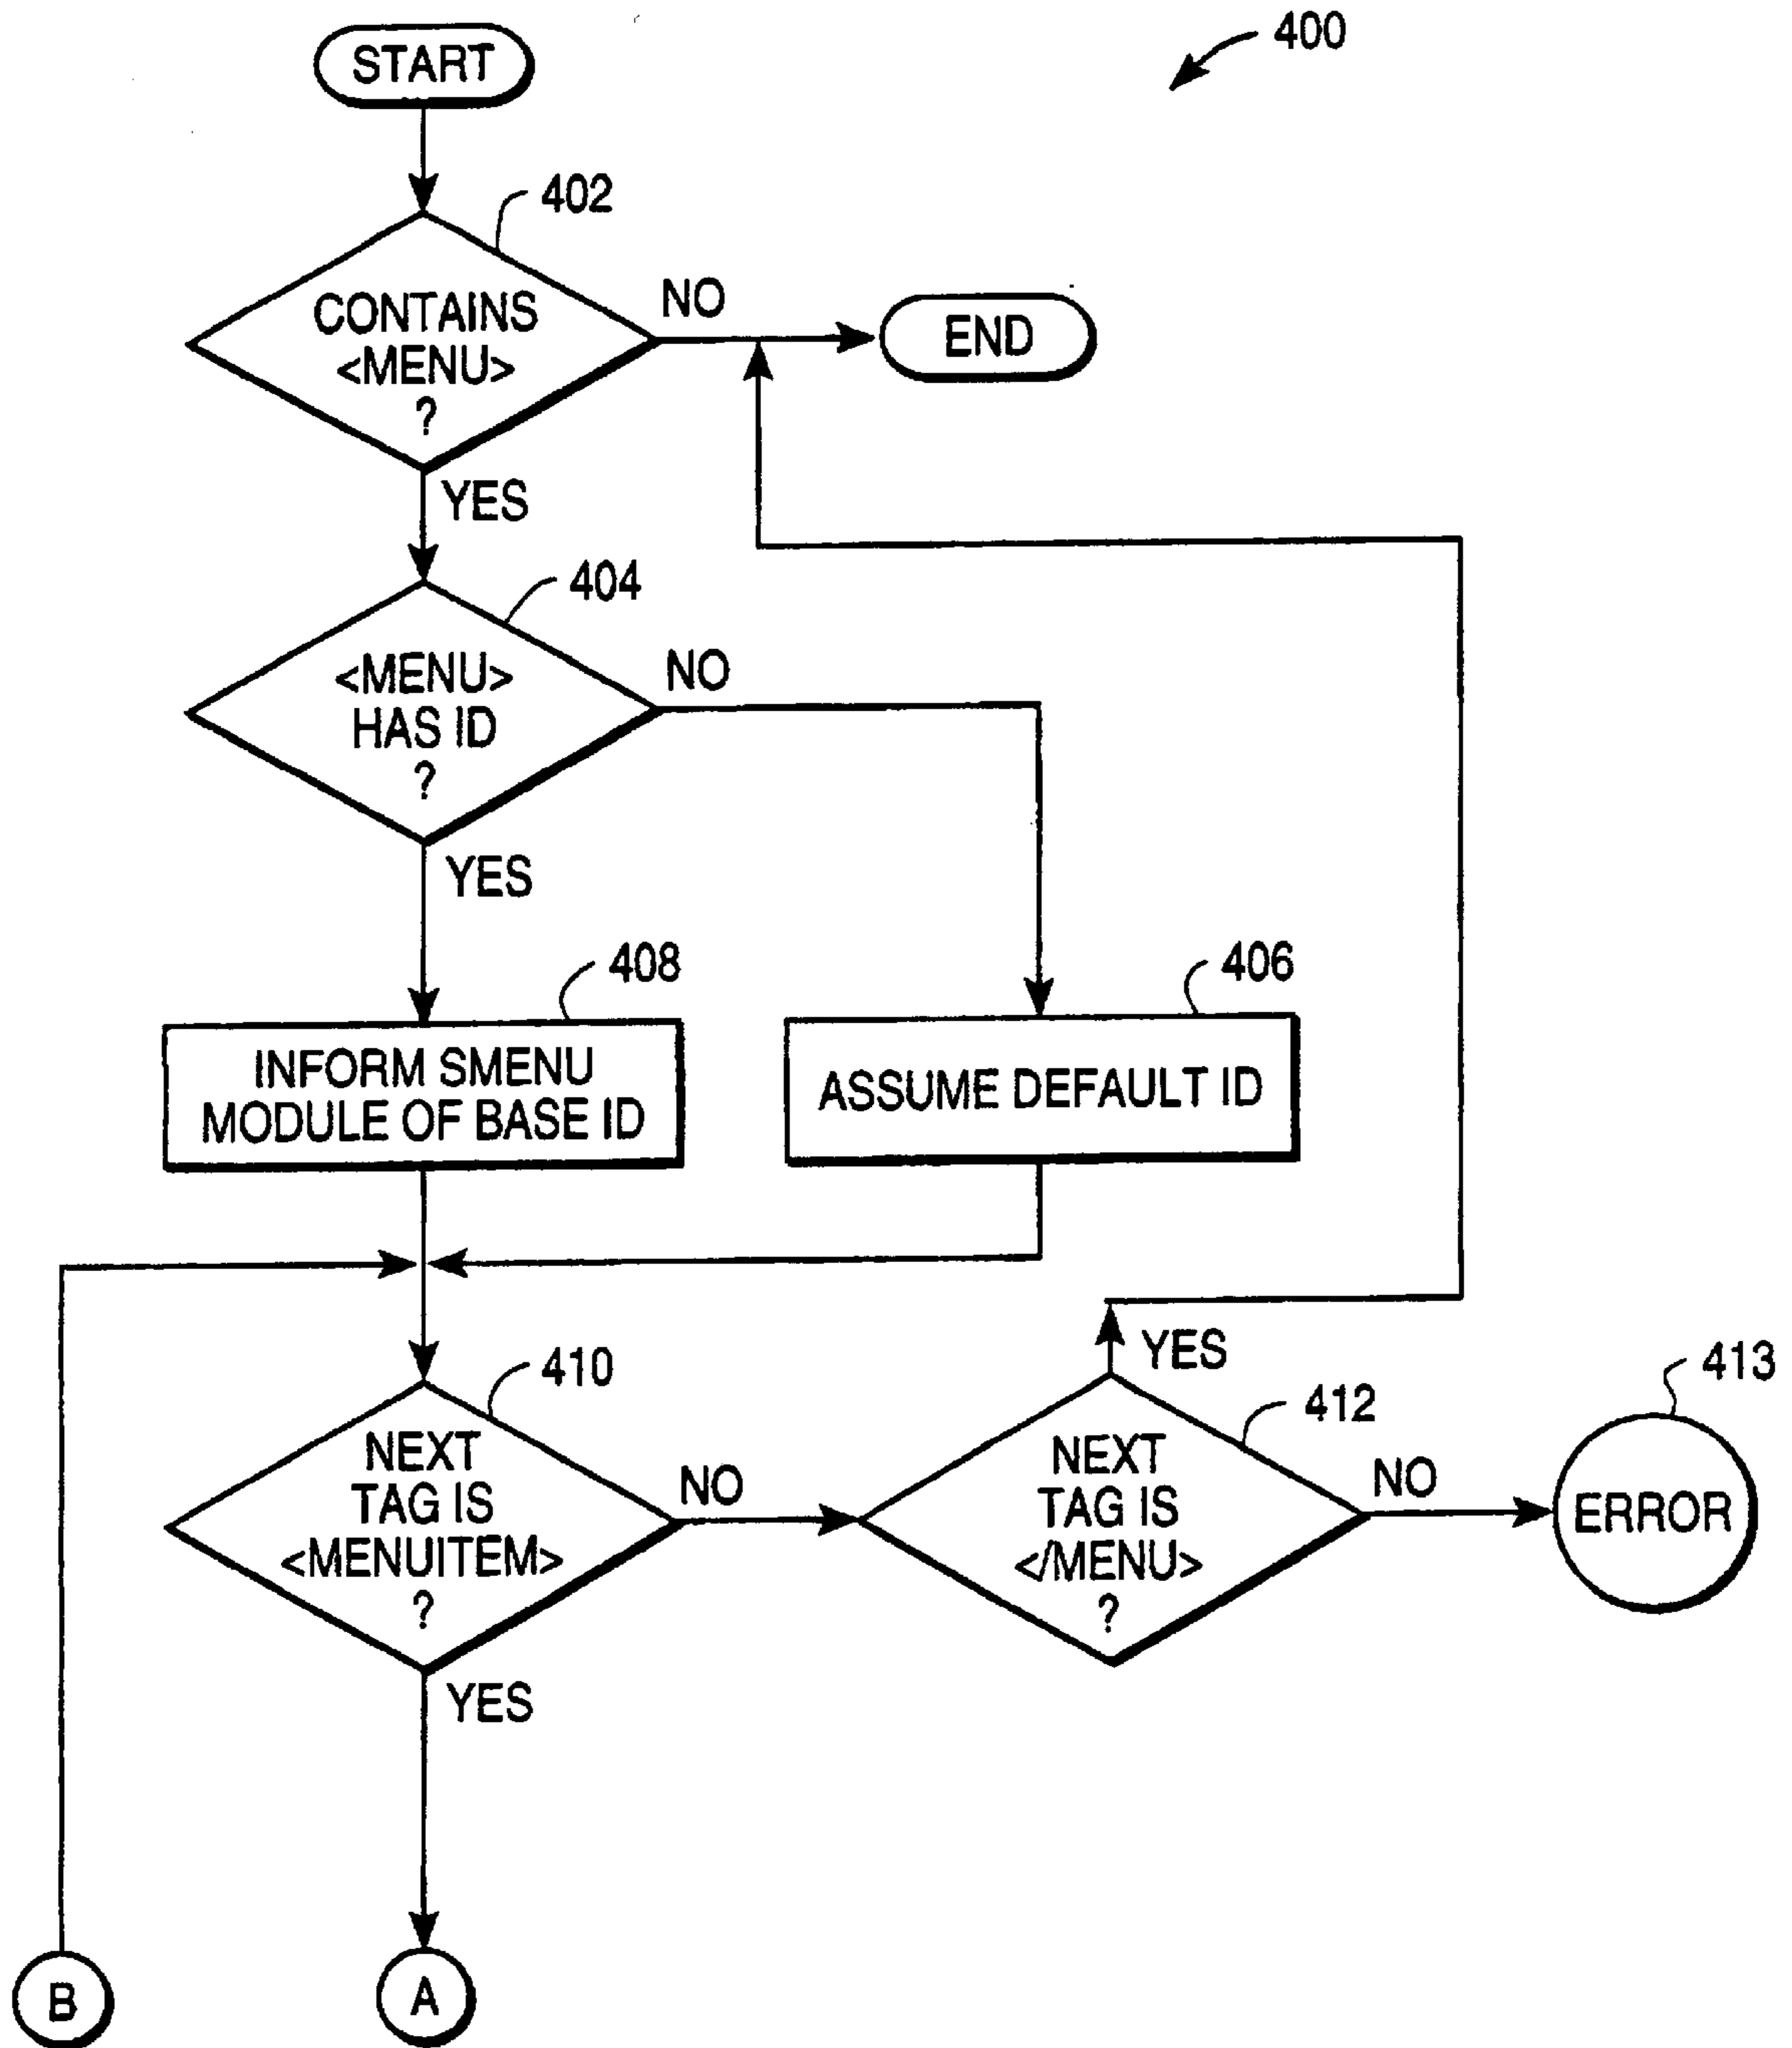 400
START
402
CONTAINS
<MENU>
?
NO
END
YES
404
<MENU>
HAS ID
?
NO
YES
408
INFORM SMENU
MODULE OF BASE ID
406
ASSUME DEFAULT ID
410
NEXT
TAG IS
<MENUITEM>
?
NO
YES
412
NEXT
TAG IS
</MENU>
?
YES
NO
413
ERROR
B
A